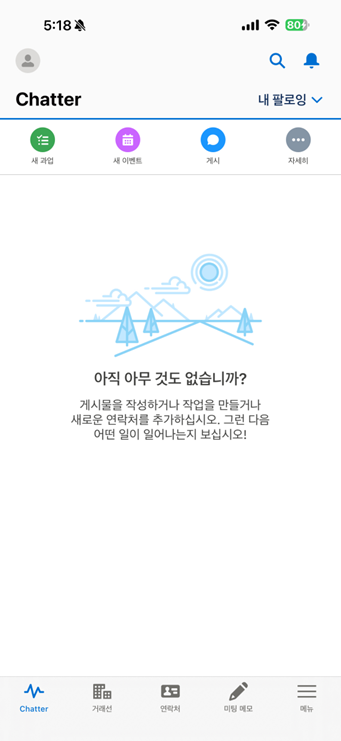 5:18
80
Chatter
내 팔로잉
새 과업
새 이벤트
게시
자세히
아직 아무 것도 없습니까?
게시물을 작성하거나 작업을 만들거나
새로운 연락처를 추가하십시오. 그런 다음
어떤 일이 일어나는지 보십시오!
Chatter
거래선
연락처
미팅 메모
메뉴